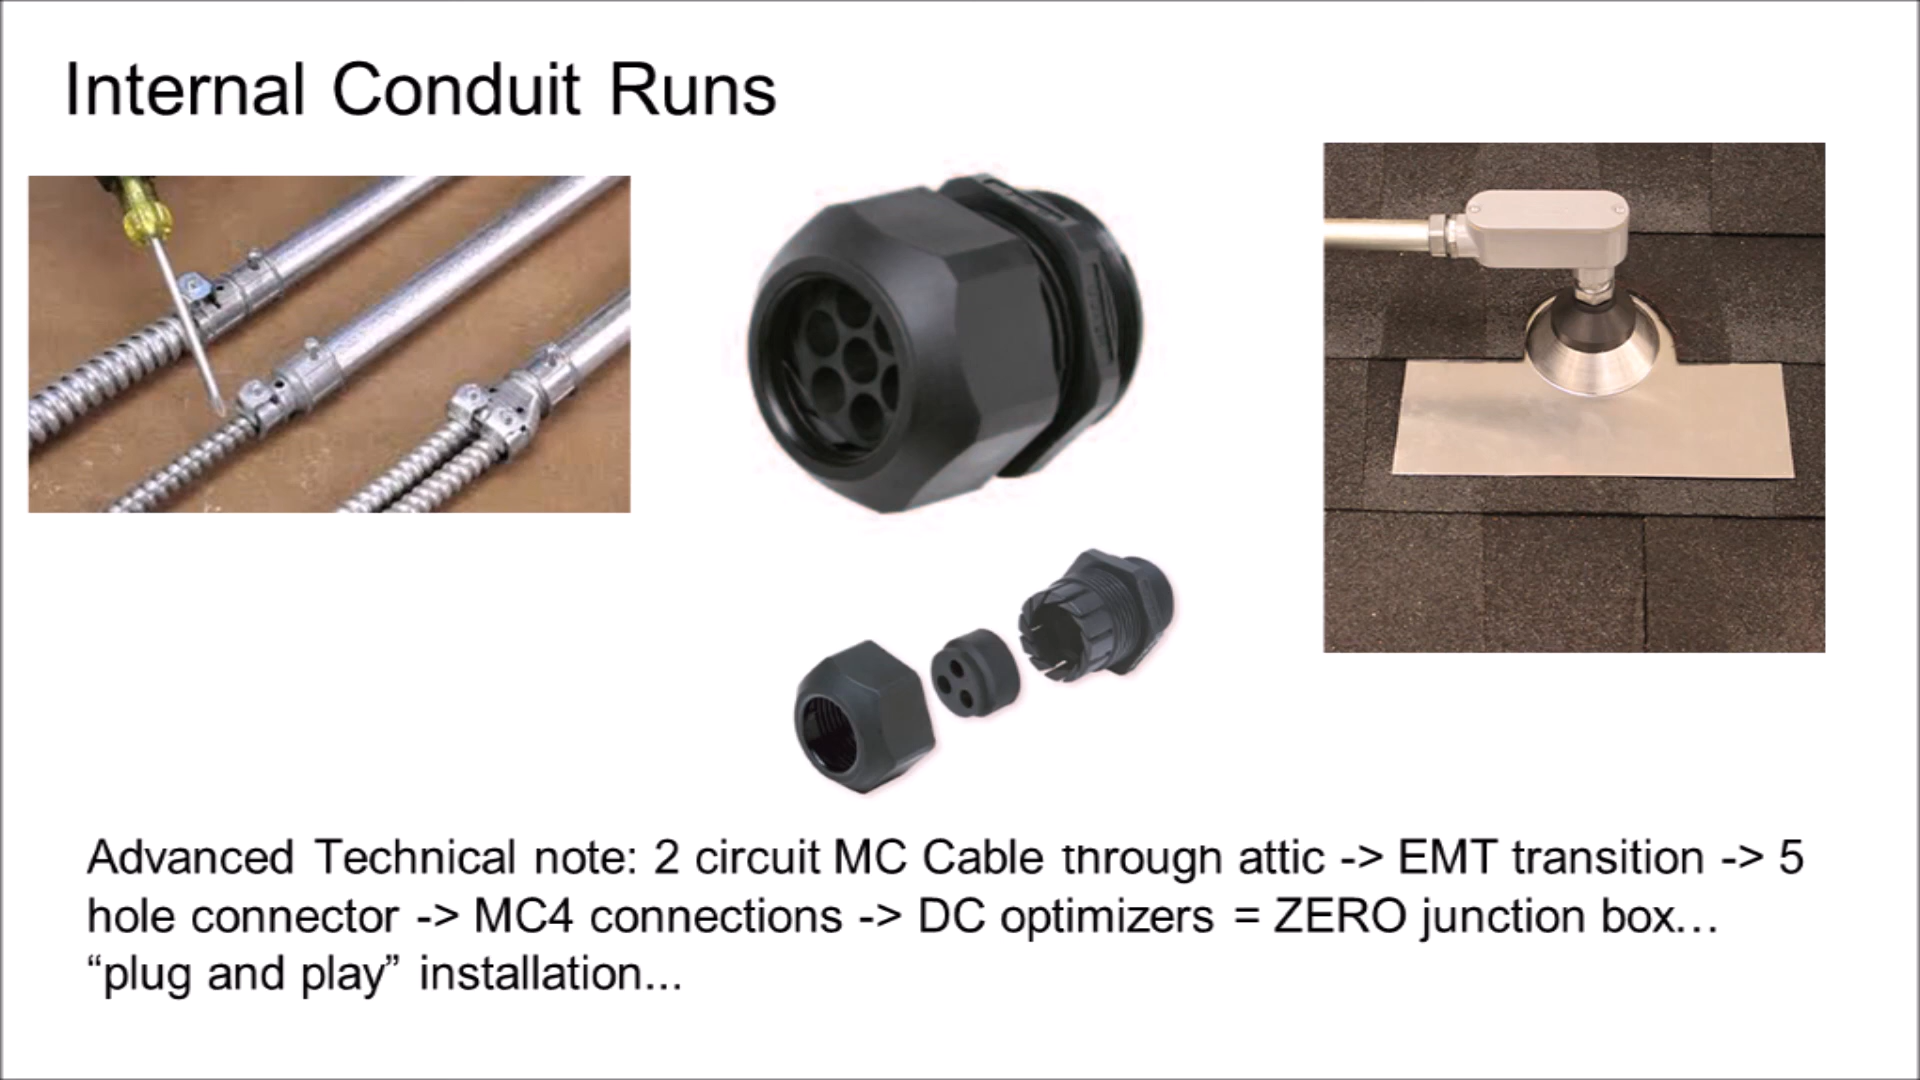 Internal Conduit Runs
Advanced Technical note: 2 circuit MC Cable through attic -> EMT transition -> 5
hole connector -> MC4 connections -> DC optimizers = ZERO junction box…
“plug and play” installation...